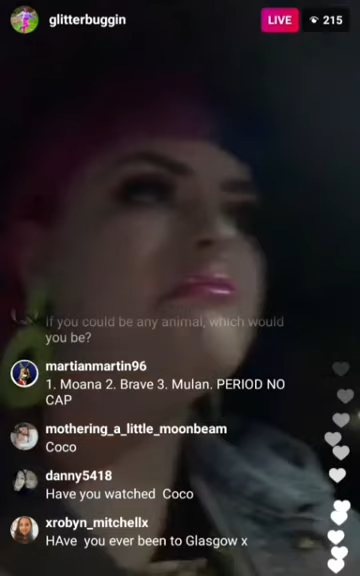 glitterbuggin
LIVE 215
If you could be any animal, which would
you be?
martianmartin96
1. Moana 2. Brave 3. Mulan. PERIOD NO
CAP
mothering_a_little_moonbeam
Coco
danny5418
Have you watched Coco
xrobyn_mitchellx
HAve you ever been to Glasgow x